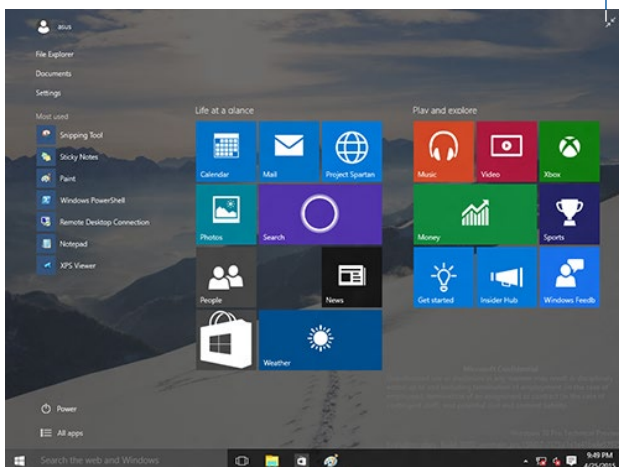 asus
File Explorer
Documents
Settings
Most used
Snipping Tool
Sticky Notes
Paint
Windows PowerShell
Remote Desktop Connection
Notepad
XPS Viewer
Power
All apps
Life at a glance
Calendar
Mail
Project Spartan
Photos
Search
People
News
Weather
Play and explore
Music
Video
Xbox
Money
Sports
Get started
Insider Hub
Windows Feedb
Microsoft Confidential
Search the web and Windows
9:49 PM
4/25/2015